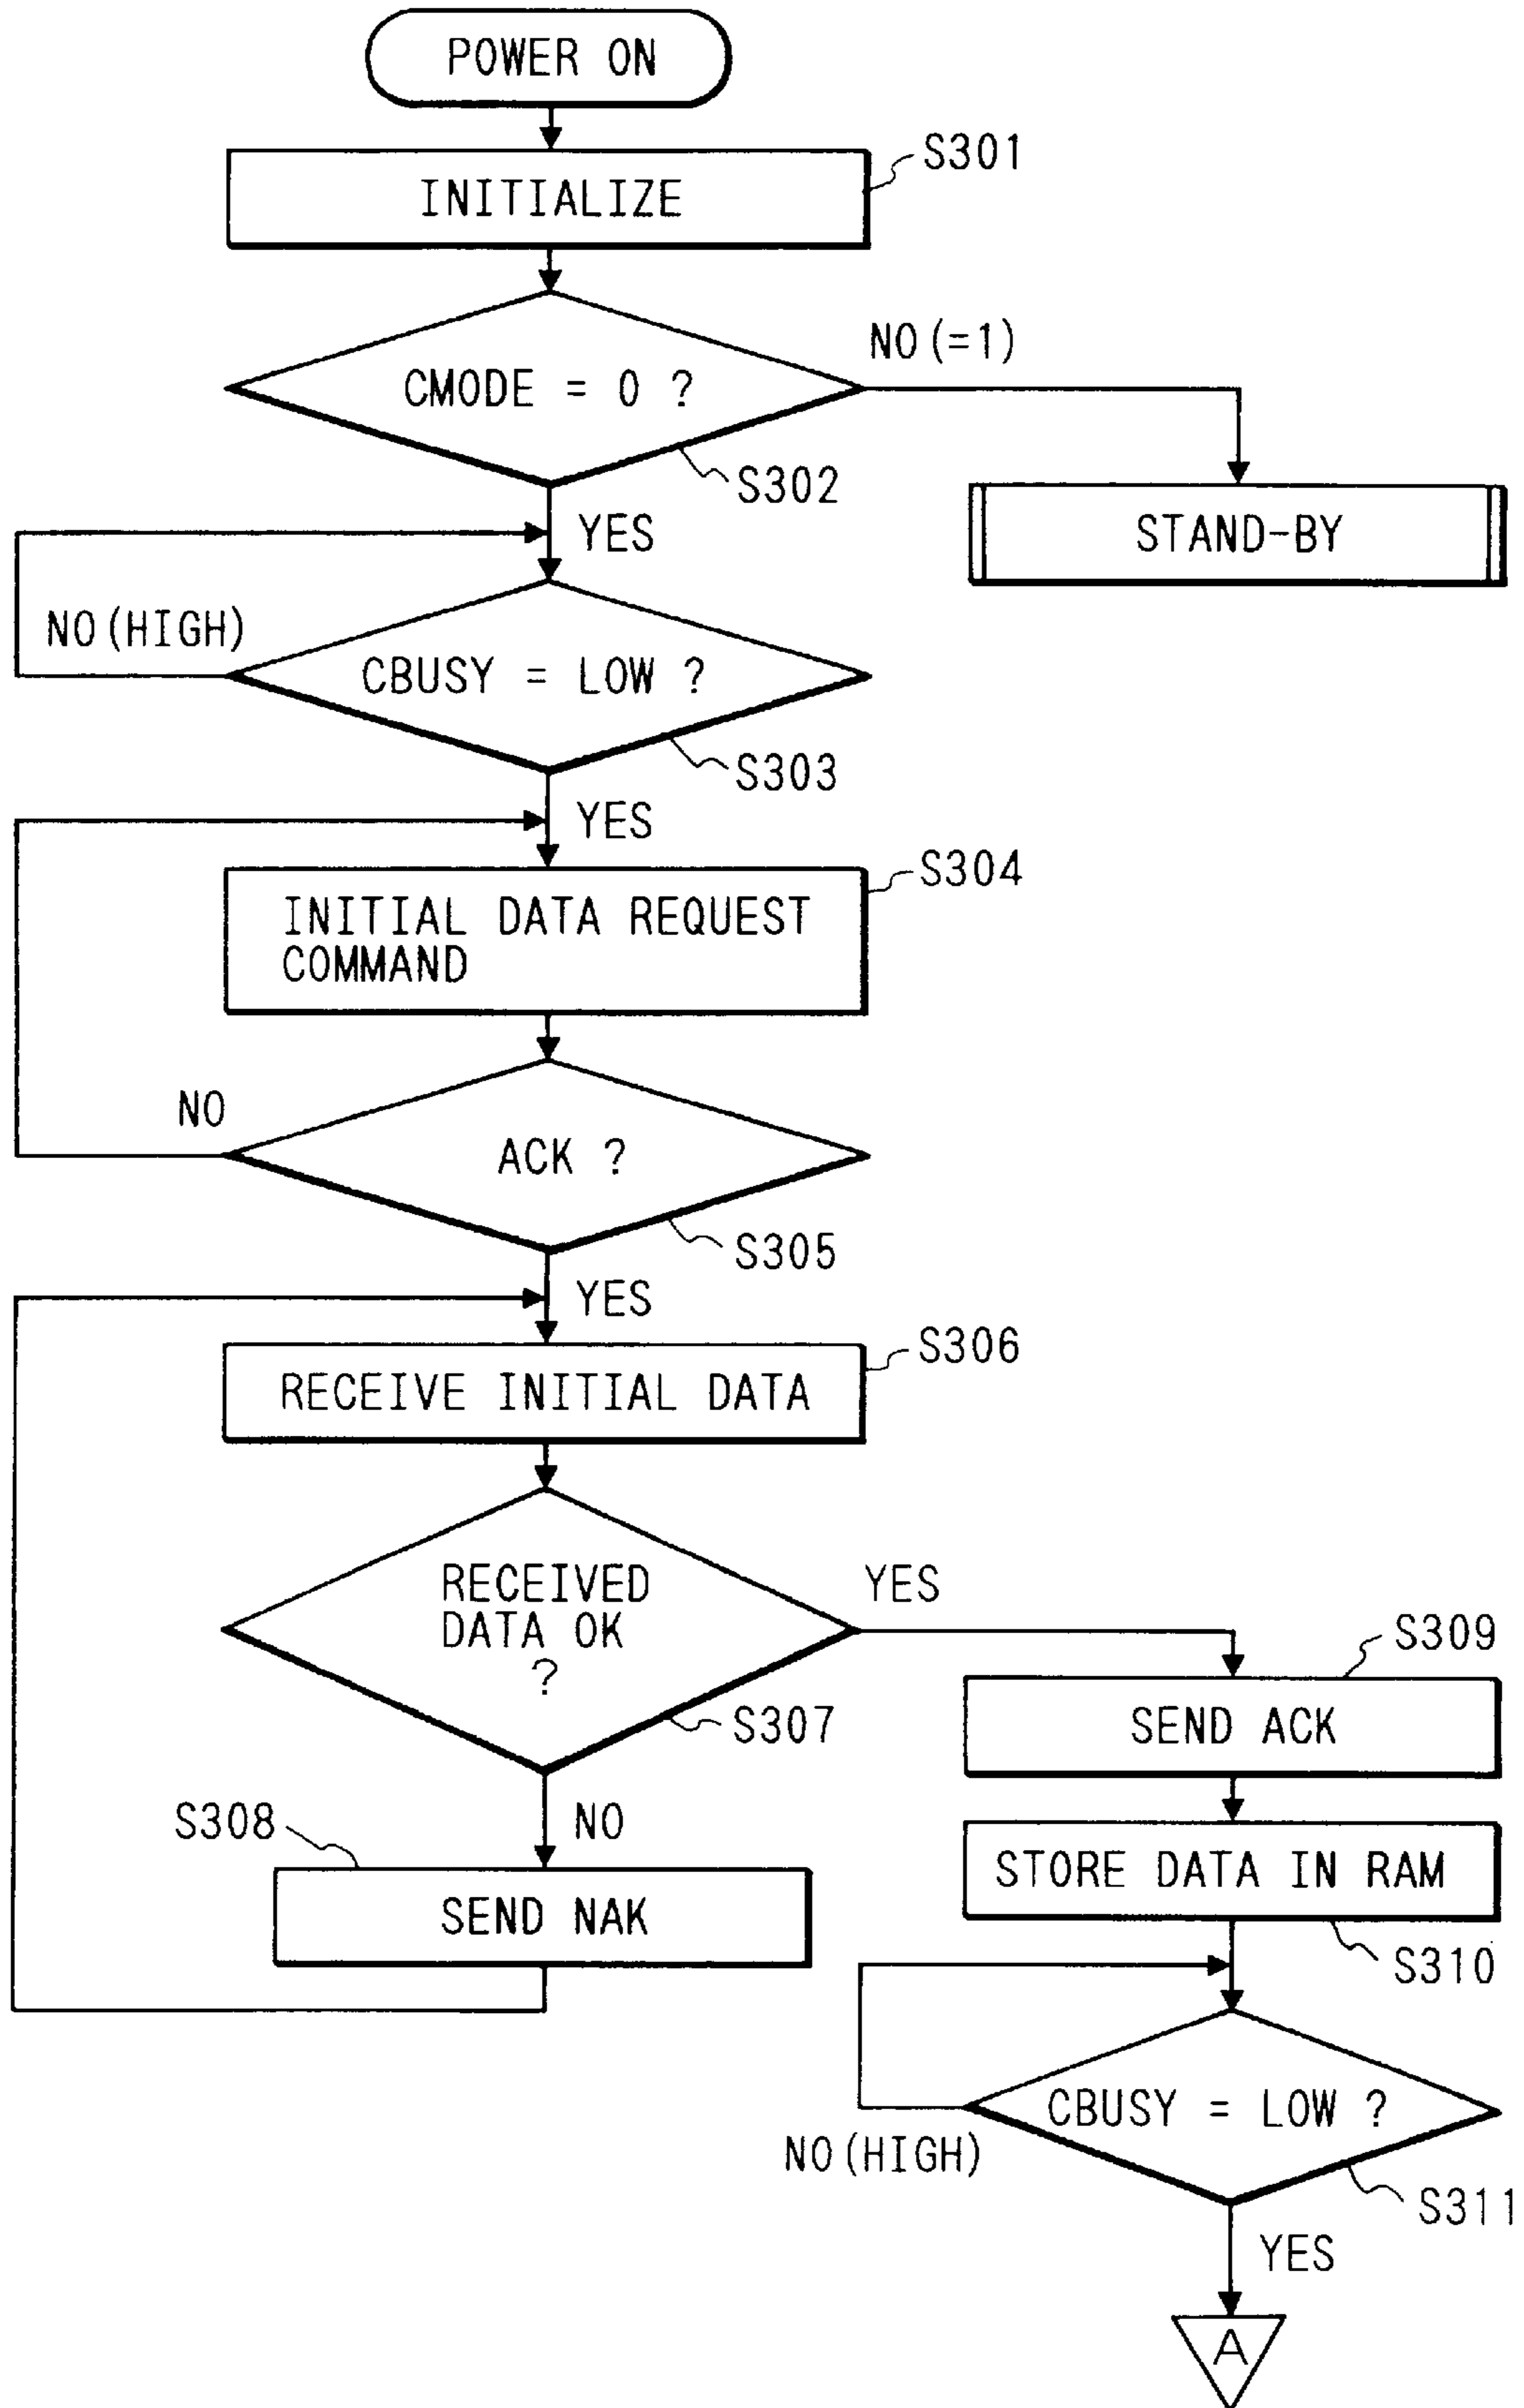 POWER ON
S301
INITIALIZE
NO(=1)
CMODE = 0 ?
S302
YES
STAND-BY
NO(HIGH)
CBUSY = LOW ?
S303
YES
S304
INITIAL DATA REQUEST
COMMAND
NO
ACK ?
S305
YES
S306
RECEIVE INITIAL DATA
RECEIVED
DATA OK
?
YES
S307
S309
SEND ACK
S308
NO
STORE DATA IN RAM
SEND NAK
S310
CBUSY = LOW ?
NO(HIGH)
S311
YES
A